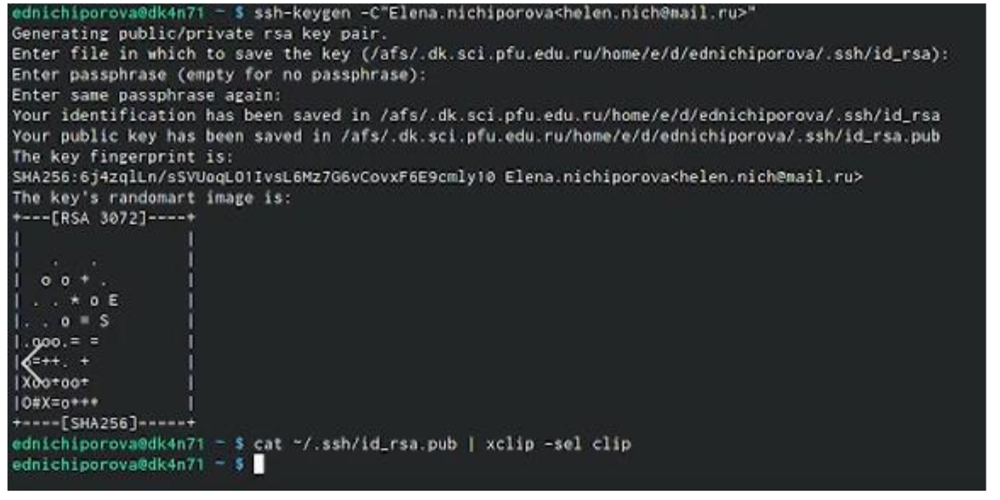 ednichiporova@dk4n71 ~ $ ssh-keygen -C"Elena.nichiporova<helen.nich@mail.ru>"
Generating public/private rsa key pair.
Enter file in which to save the key (/afs/.dk.sci.pfu.edu.ru/home/e/d/ednichiporova/.ssh/id_rsa):
Enter passphrase (empty for no passphrase):
Enter same passphrase again:
Your identification has been saved in /afs/.dk.sci.pfu.edu.ru/home/e/d/ednichiporova/.ssh/id_rsa
Your public key has been saved in /afs/.dk.sci.pfu.edu.ru/home/e/d/ednichiporova/.ssh/id_rsa.pub
The key fingerprint is:
SHA256:6j4zqlLn/sSVUoqLO1IvsL6Mz7G6vCovxF6E9cmly10 Elena.nichiporova<helen.nich@mail.ru>
The key's randomart image is:
+---[RSA 3072]----+
|                 |
|   .   .         |
|  o o + .        |
| . . * o E       |
|. . o = S        |
|.ooo.= =         |
|o=++. +          |
|Xoo+oo+          |
|O#X=o+++         |
+----[SHA256]-----+
ednichiporova@dk4n71 ~ $ cat ~/.ssh/id_rsa.pub | xclip -sel clip
ednichiporova@dk4n71 ~ $